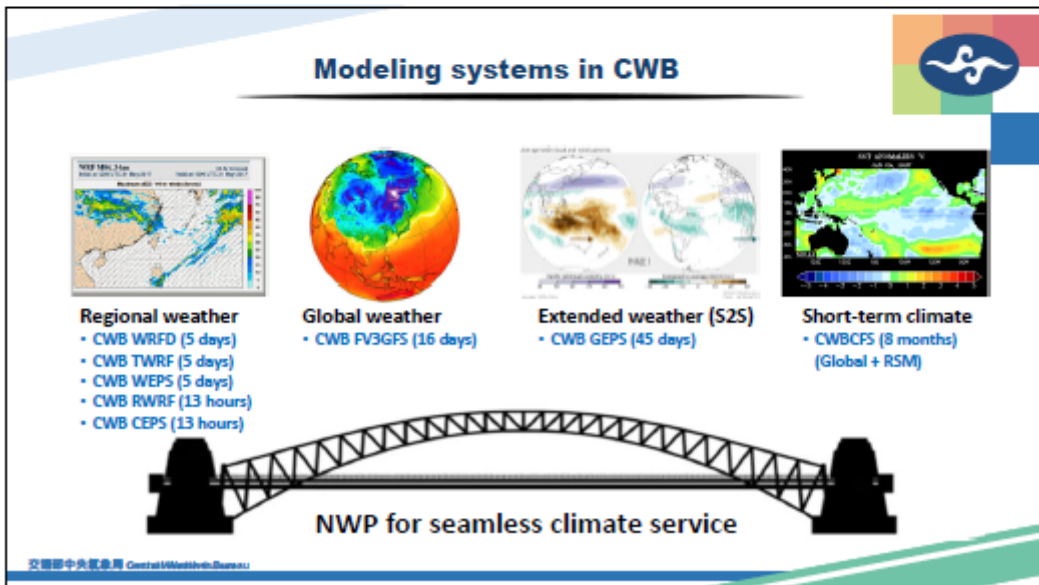 Modeling systems in CWB
Regional weather
• CWB WRFD (5 days)
• CWB TWRF (5 days)
• CWB WEPS (5 days)
• CWB RWRF (13 hours)
• CWB CEPS (13 hours)
Global weather
• CWB FV3GFS (16 days)
Extended weather (S2S)
• CWB GEPS (45 days)
Short-term climate
• CWBCFS (8 months)
(Global + RSM)
NWP for seamless climate service
交通部中央氣象局 Central Weather Bureau